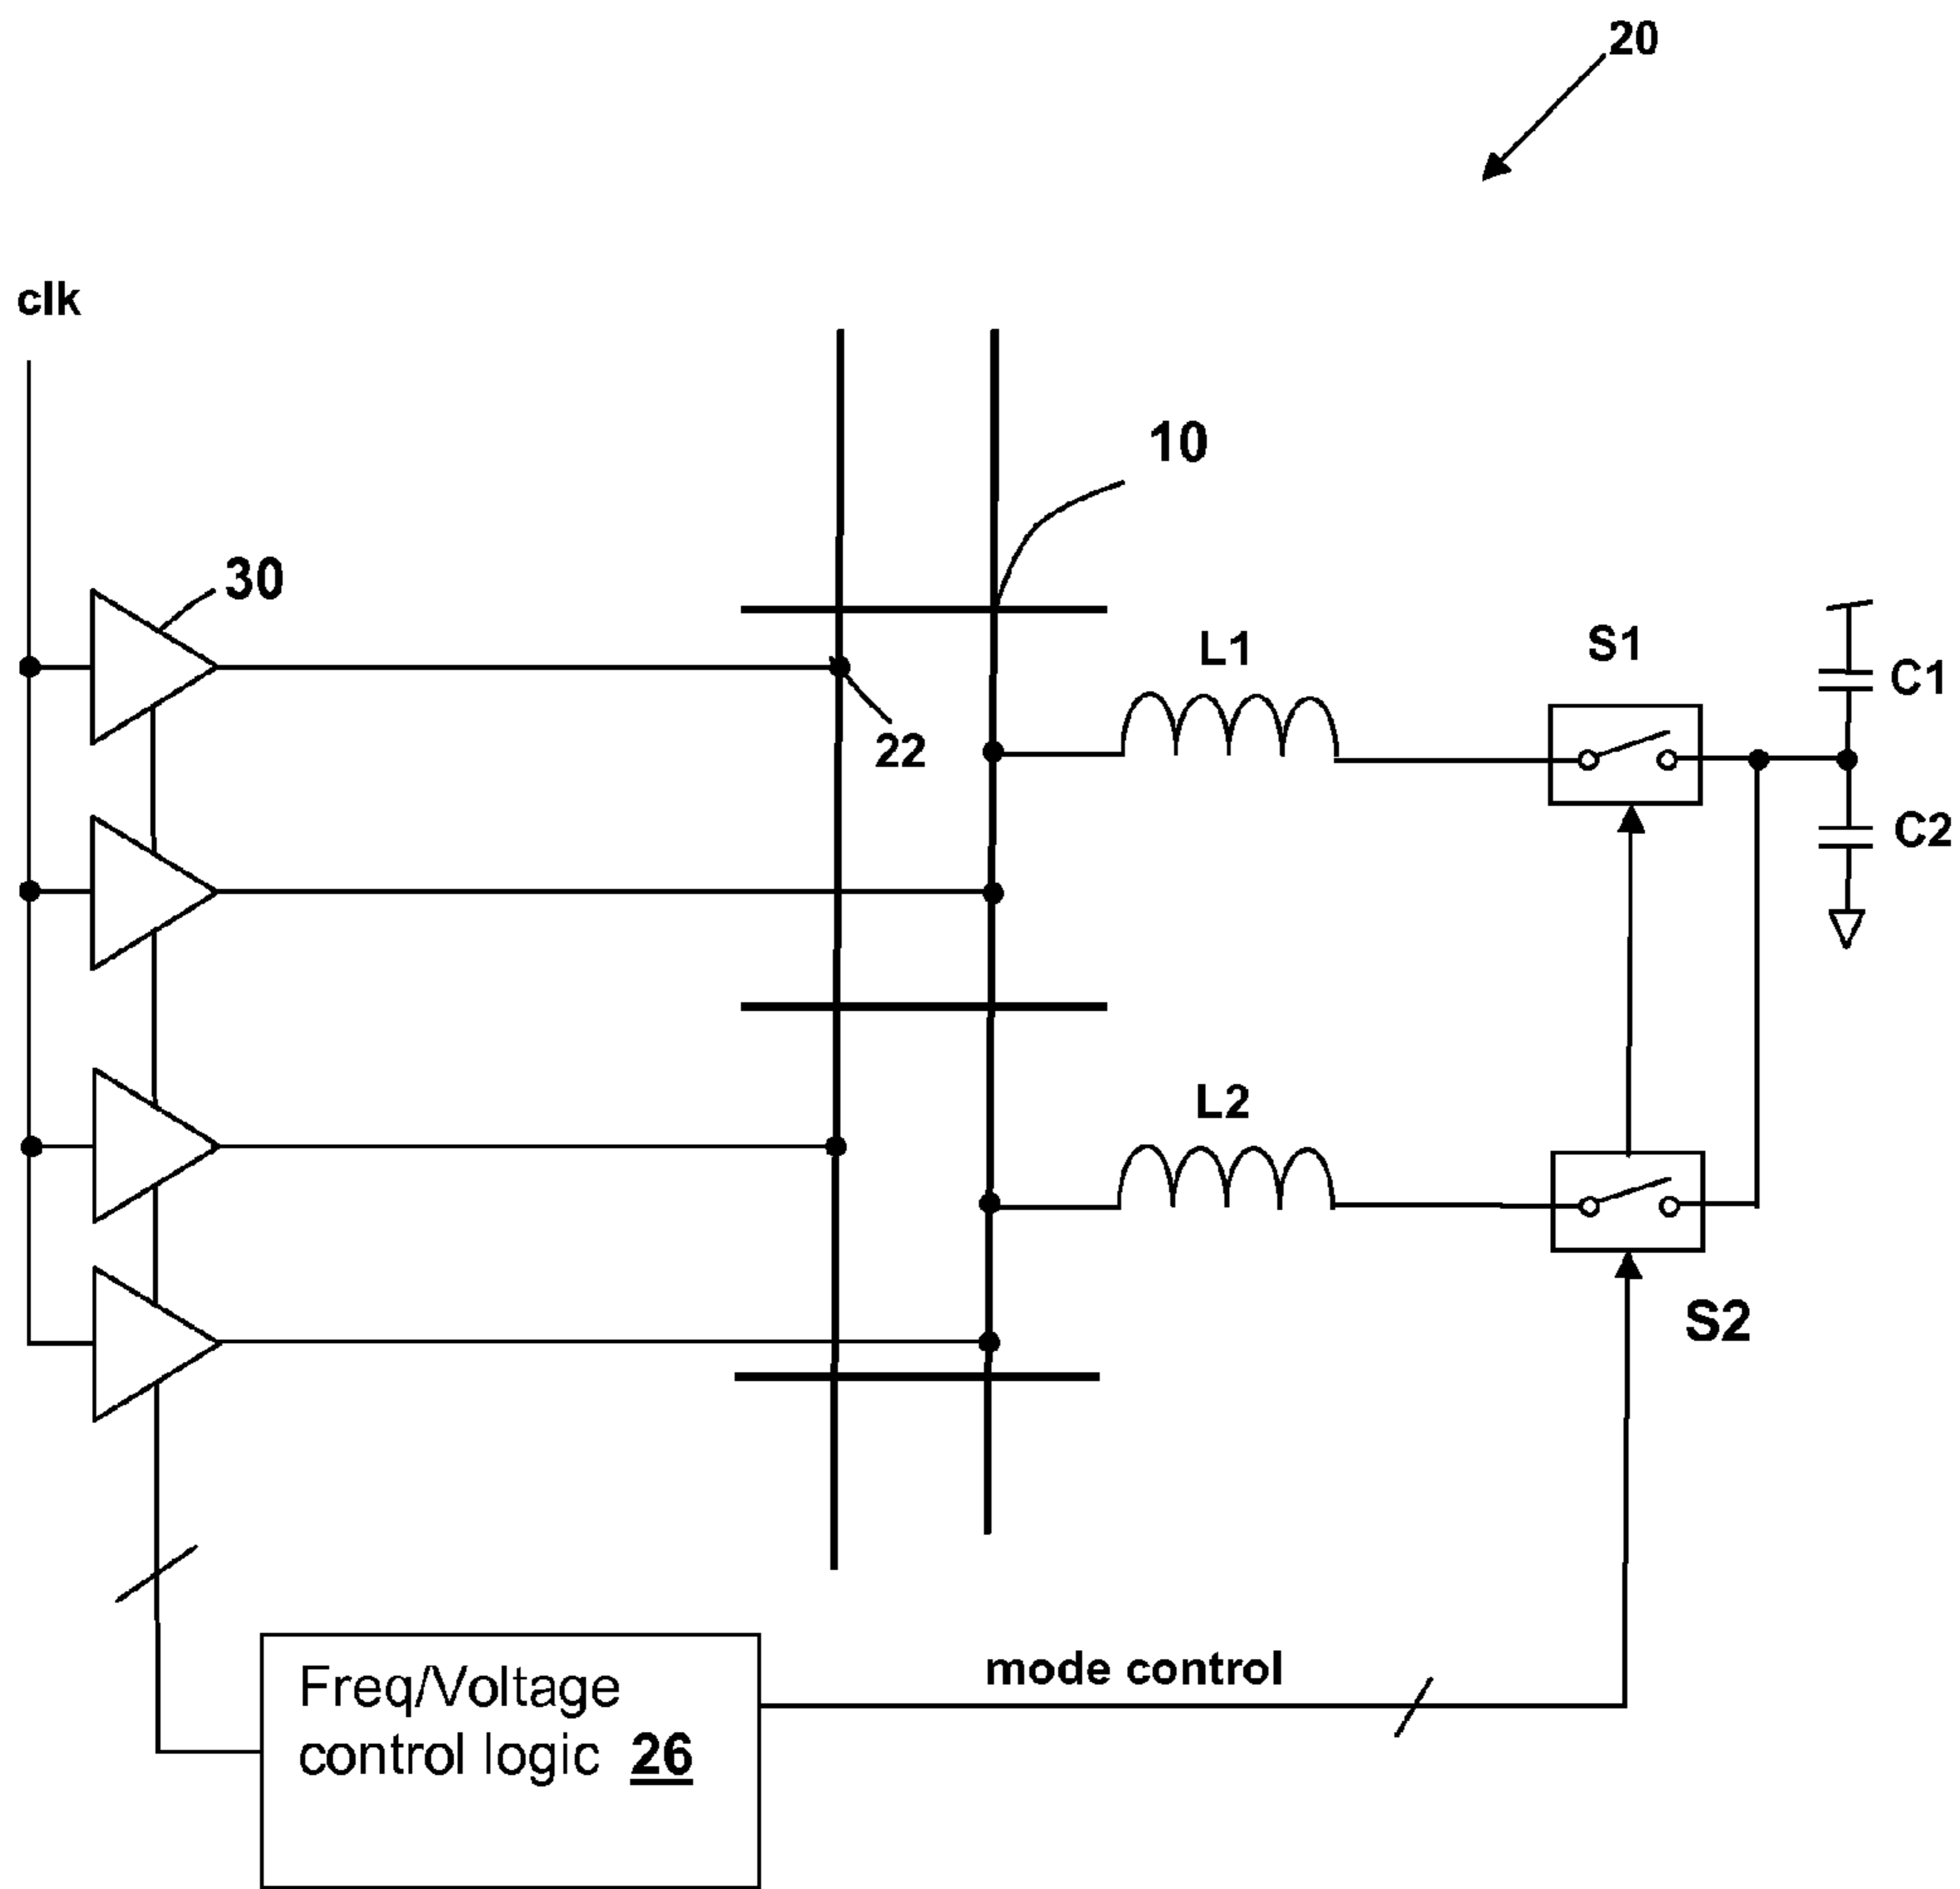 20
clk
10
30
L1
S1
C1
22
C2
L2
S2
mode control
Freq/Voltage
control logic 26